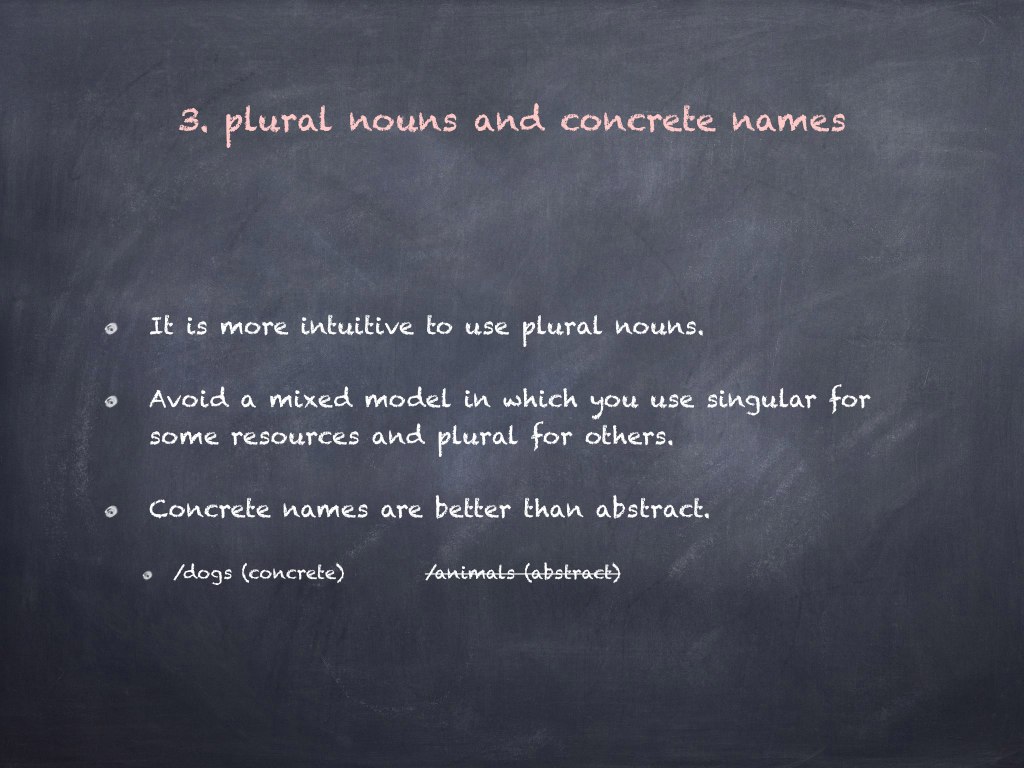 3. plural nouns and concrete names
It is more intuitive to use plural nouns.
Avoid a mixed model in which you use singular for
some resources and plural for others.
Concrete names are better than abstract.
/dogs (concrete) /animals (abstract)